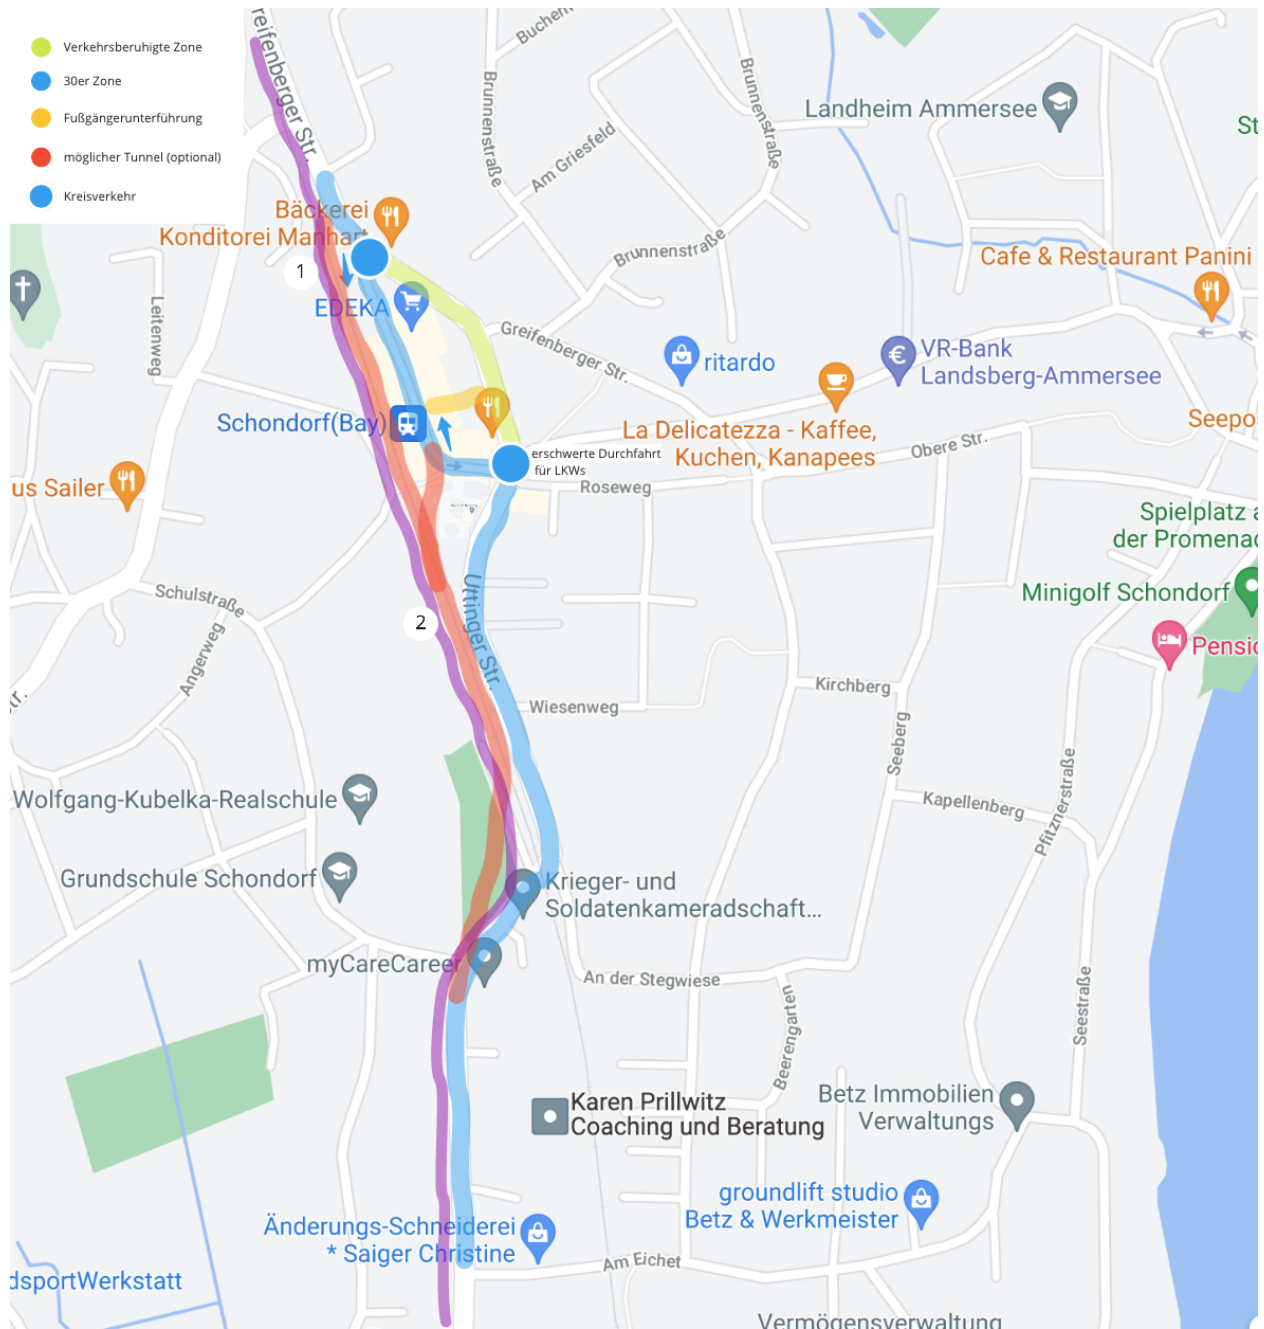 Verkehrsberuhigte Zone
30er Zone
Fußgängerunterführung
möglicher Tunnel (optional)
Kreisverkehr
reifenberger Str.
Buchen
Brunnenstraße
Brunnenstraße
Am Griesfeld
Landheim Ammersee
St
Bäckerei
Konditorei Manhart
1
EDEKA
Brunnenstraße
Cafe & Restaurant Panini
Leitenweg
Greifenberger Str.
ritardo
VR-Bank
Landsberg-Ammersee
Schondorf(Bay)
La Delicatezza - Kaffee,
Kuchen, Kanapees
Seepo
Obere Str.
erschwerte Durchfahrt
für LKWs
Roseweg
us Sailer
Spielplatz a
der Promenad
Schulstraße
Minigolf Schondorf
2
Uttinger Str.
Angerweg
Pensio
tr.
Kirchberg
Wiesenweg
Seeberg
Wolfgang-Kubelka-Realschule
Kapellenberg
Pfitznerstraße
Grundschule Schondorf
Krieger- und
Soldatenkameradschaft...
myCareCareer
An der Stegwiese
Seestraße
Beerengarten
Karen Prillwitz
Coaching und Beratung
Betz Immobilien
Verwaltungs
groundlift studio
Betz & Werkmeister
Änderungs-Schneiderei
* Saiger Christine
Am Eichet
dsportWerkstatt
Vermögensverwaltung